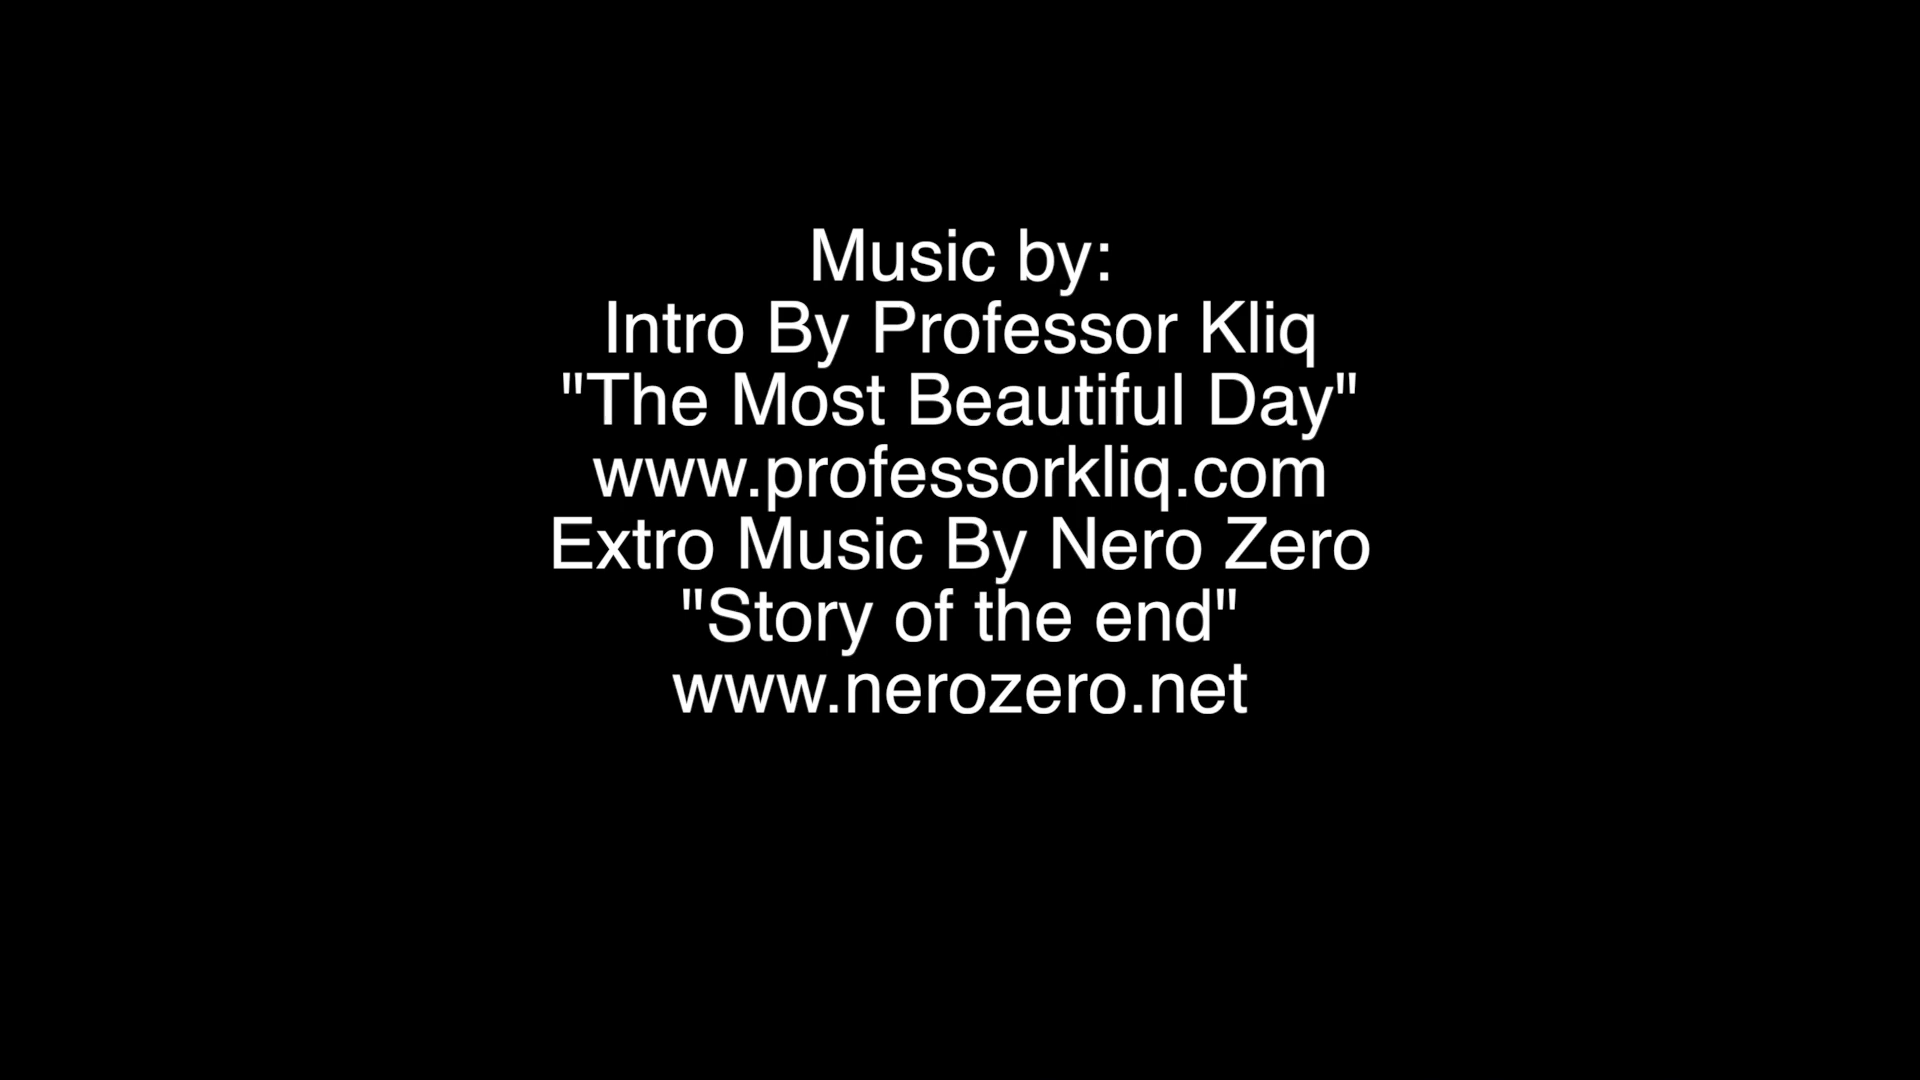 Music by:
Intro By Professor Kliq
"The Most Beautiful Day"
www.professorkliq.com
Extro Music By Nero Zero
"Story of the end"
www.nerozero.net